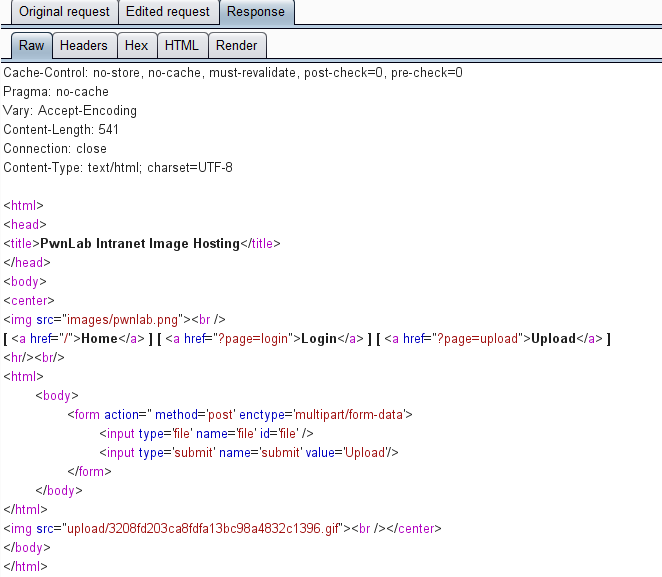 Original request Edited request Response
Raw Headers Hex HTML Render
Cache-Control: no-store, no-cache, must-revalidate, post-check=0, pre-check=0
Pragma: no-cache
Vary: Accept-Encoding
Content-Length: 541
Connection: close
Content-Type: text/html; charset=UTF-8
<html>
<head>
<title>PwnLab Intranet Image Hosting</title>
</head>
<body>
<center>
<img src="images/pwnlab.png"><br />
[ <a href="/">Home</a> ] [ <a href="?page=login">Login</a> ] [ <a href="?page=upload">Upload</a> ]
<hr/><br/>
<html>
<body>
<form action='' method='post' enctype='multipart/form-data'>
<input type='file' name='file' id='file' />
<input type='submit' name='submit' value='Upload'/>
</form>
</body>
</html>
<img src="upload/3208fd203ca8fdfa13bc98a4832c1396.gif"><br /></center>
</body>
</html>